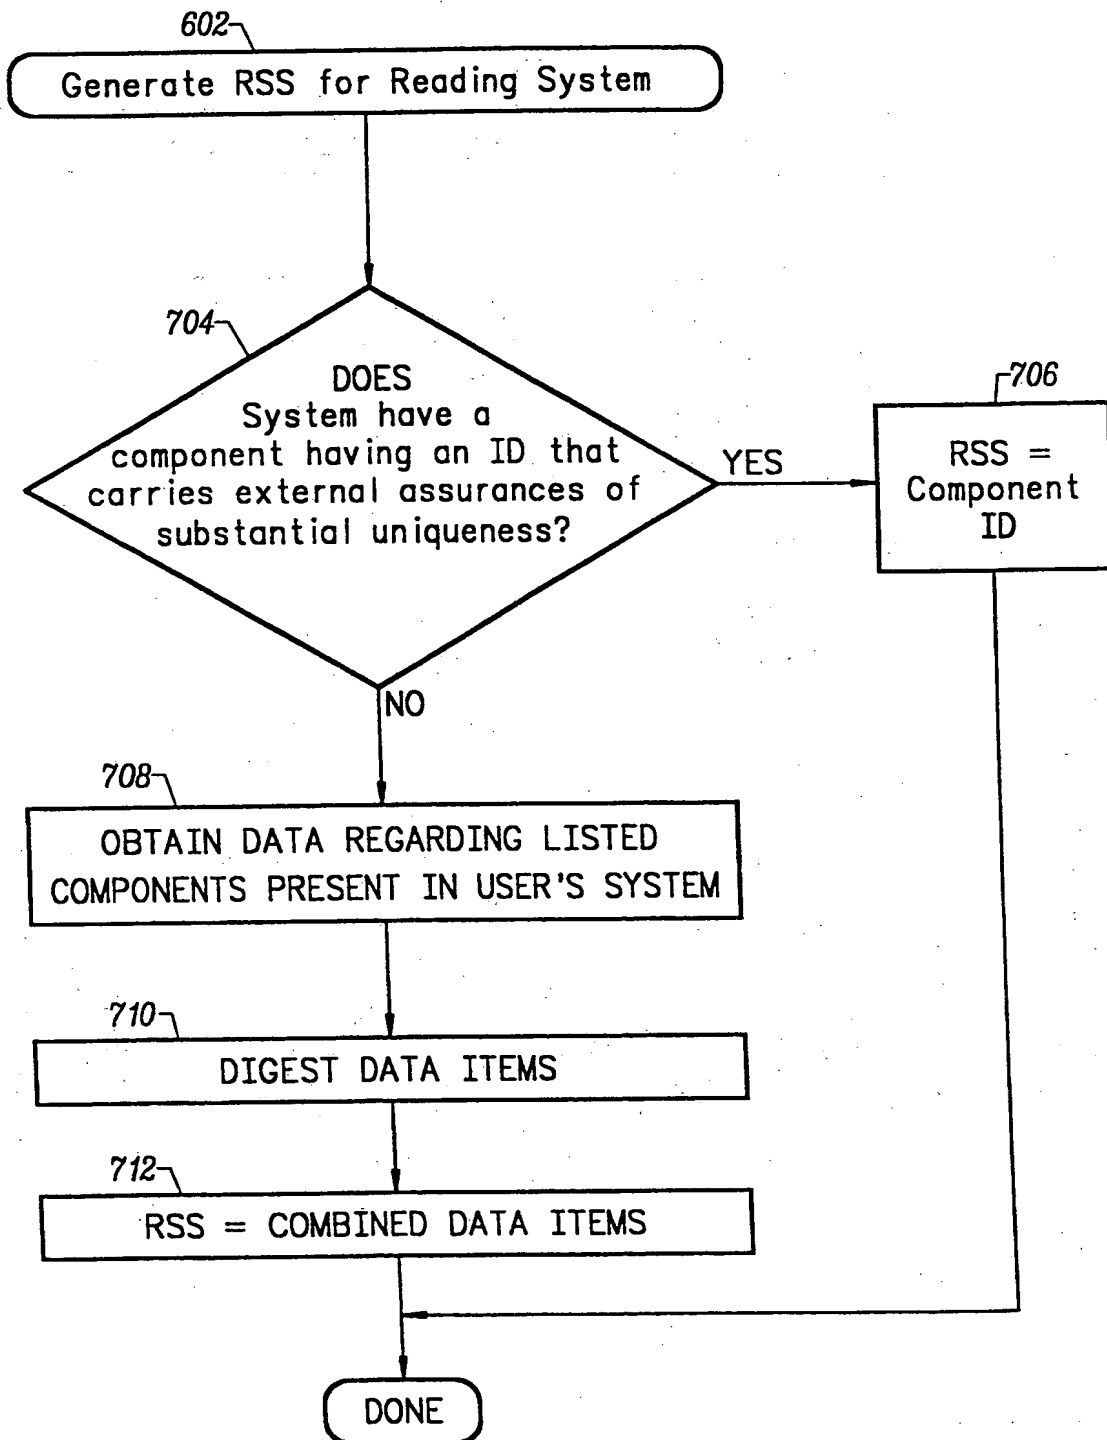 602
Generate RSS for Reading System
704
DOES
System have a
component having an ID that
carries external assurances of
substantial uniqueness?
YES
706
RSS =
Component
ID
NO
708
OBTAIN DATA REGARDING LISTED
COMPONENTS PRESENT IN USER'S SYSTEM
710
DIGEST DATA ITEMS
712
RSS = COMBINED DATA ITEMS
DONE